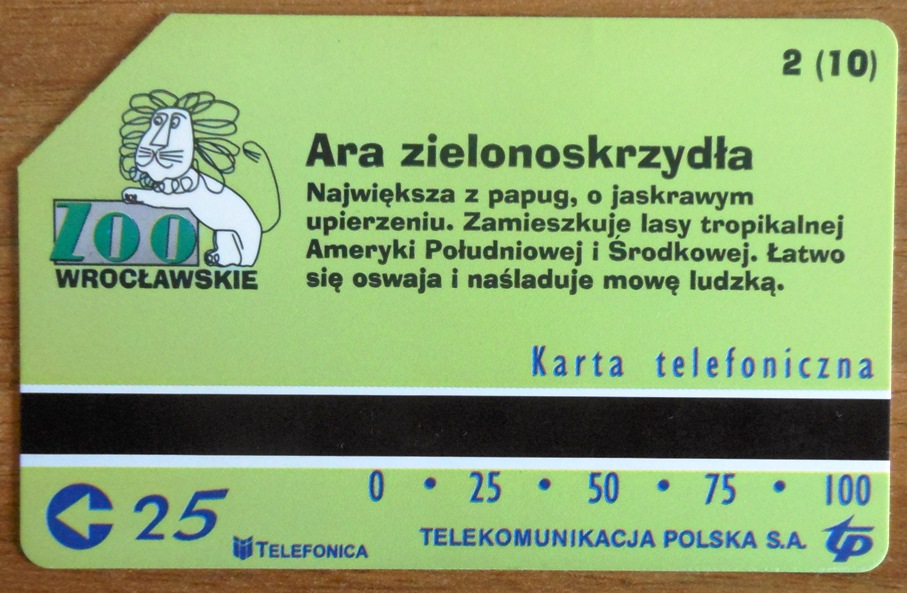 2 (10)
Ara zielonoskrzydła
Największa z papug, o jaskrawym
upierzeniu. Zamieszkuje lasy tropikalnej
Ameryki Południowej i Środkowej. Łatwo
się oswaja i naśladuje mowę ludzką.
ZOO
WROCŁAWSKIE
Karta telefoniczna
0 • 25 • 50 • 75 • 100
25
TELEFONICA
TELEKOMUNIKACJA POLSKA S.A.
tp